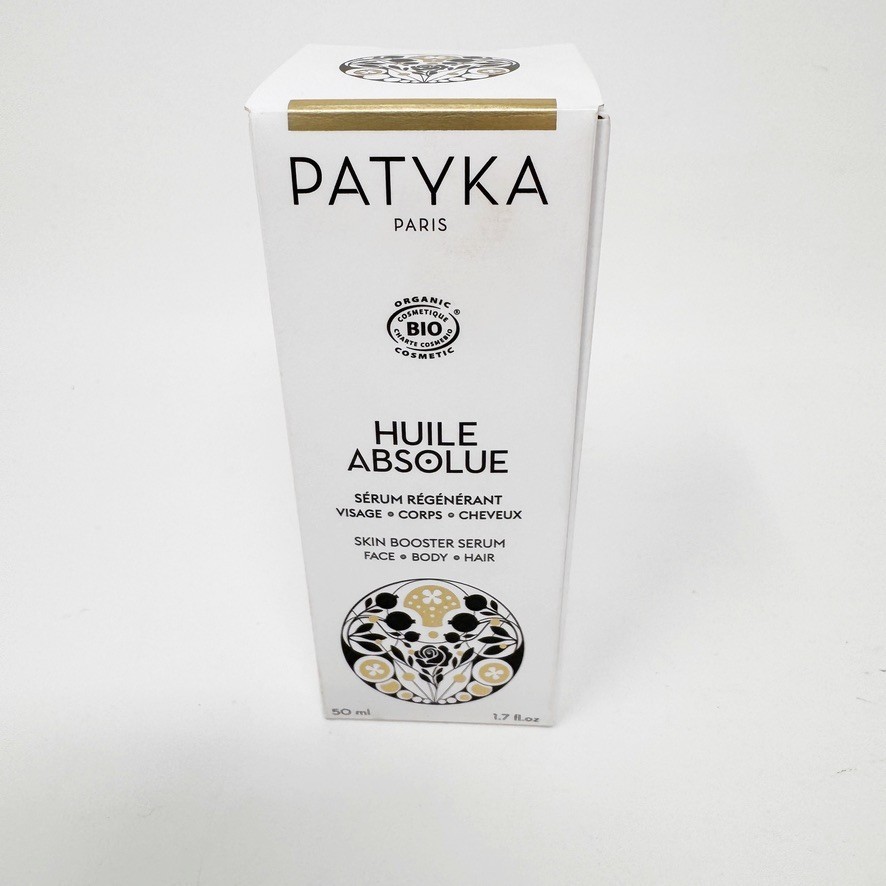 PATYKA
PARIS
ORGANIC
COSMETIQUE
BIO
CHARTE COSMEBIO
COSMETIC
®
HUILE
ABSOLUE
SÉRUM RÉGÉNÉRANT
VISAGE • CORPS • CHEVEUX
SKIN BOOSTER SERUM
FACE • BODY • HAIR
50 ml
1.7 fl.oz